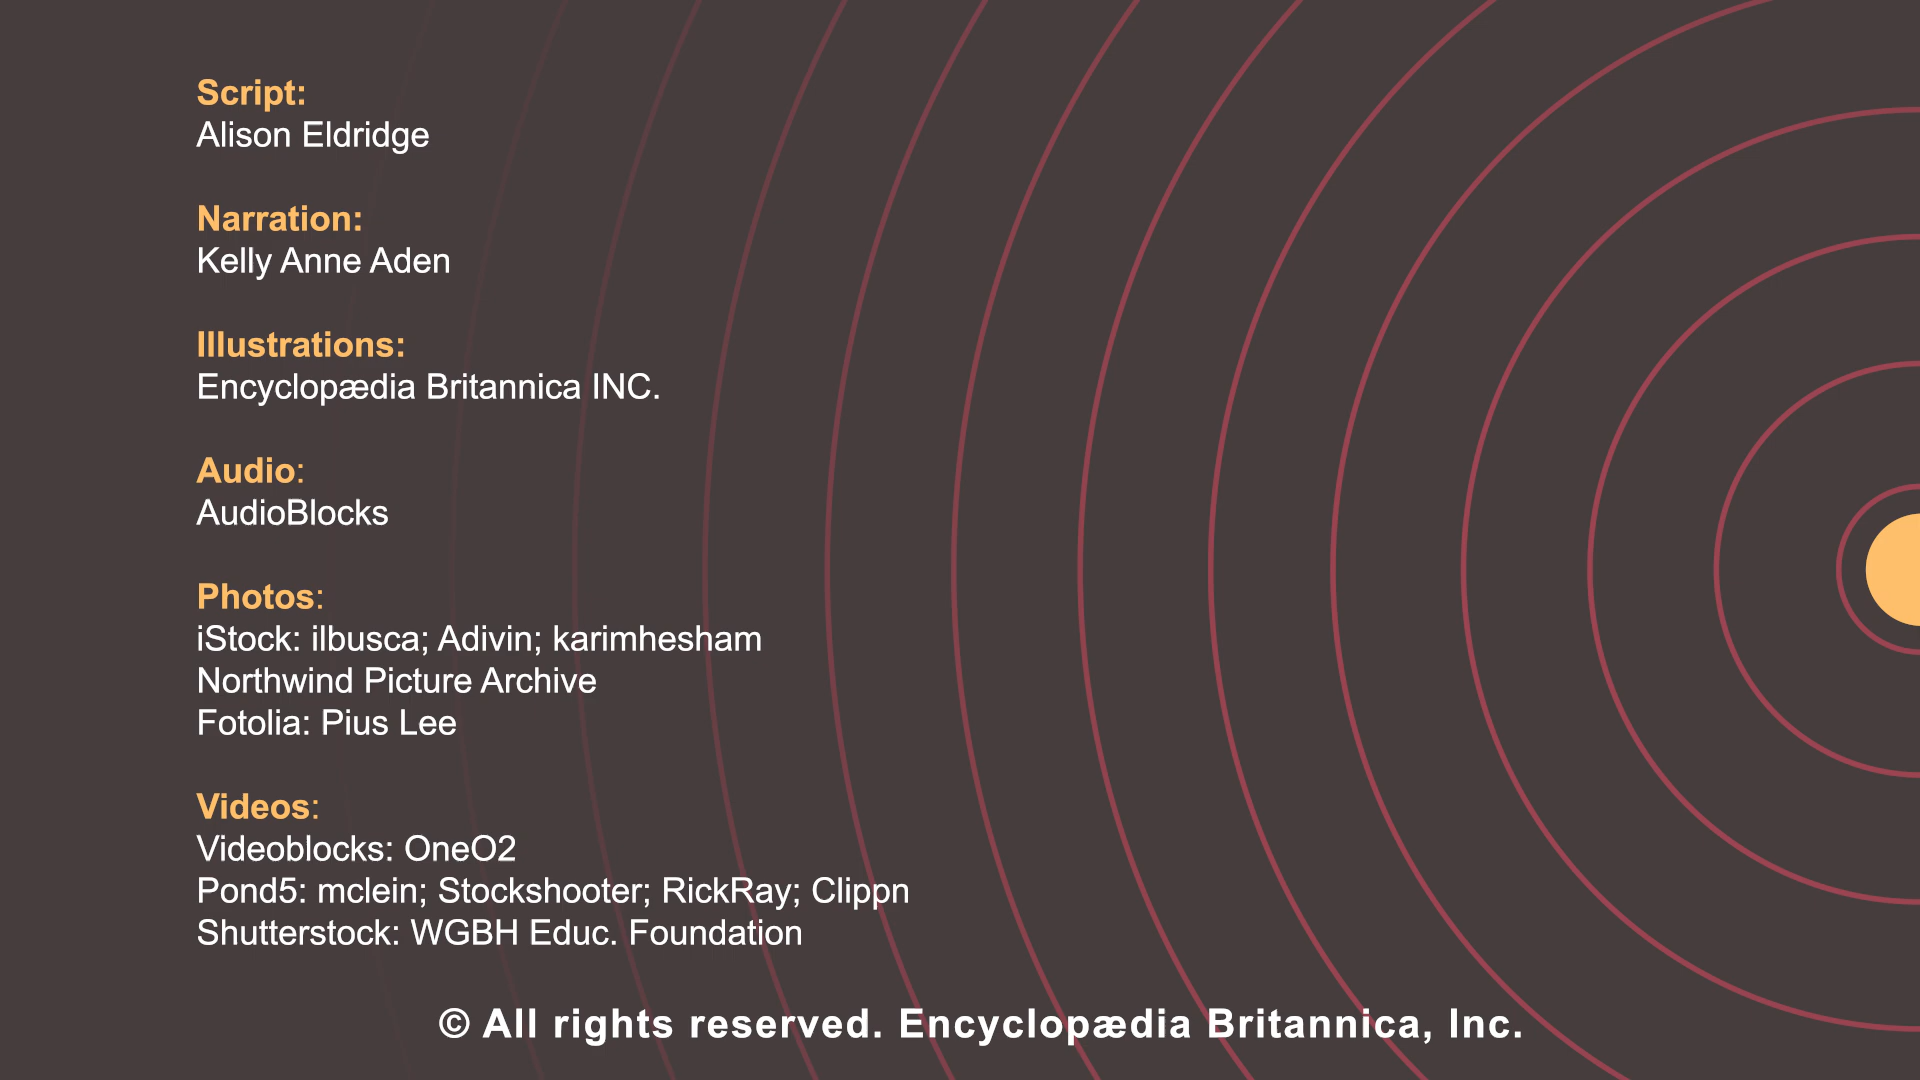 Script:
Alison Eldridge
Narration:
Kelly Anne Aden
Illustrations:
Encyclopædia Britannica INC.
Audio:
AudioBlocks
Photos:
iStock: ilbusca; Adivin; karimhesham
Northwind Picture Archive
Fotolia: Pius Lee
Videos:
Videoblocks: OneO2
Pond5: mclein; Stockshooter; RickRay; Clippn
Shutterstock: WGBH Educ. Foundation
© All rights reserved. Encyclopædia Britannica, Inc.